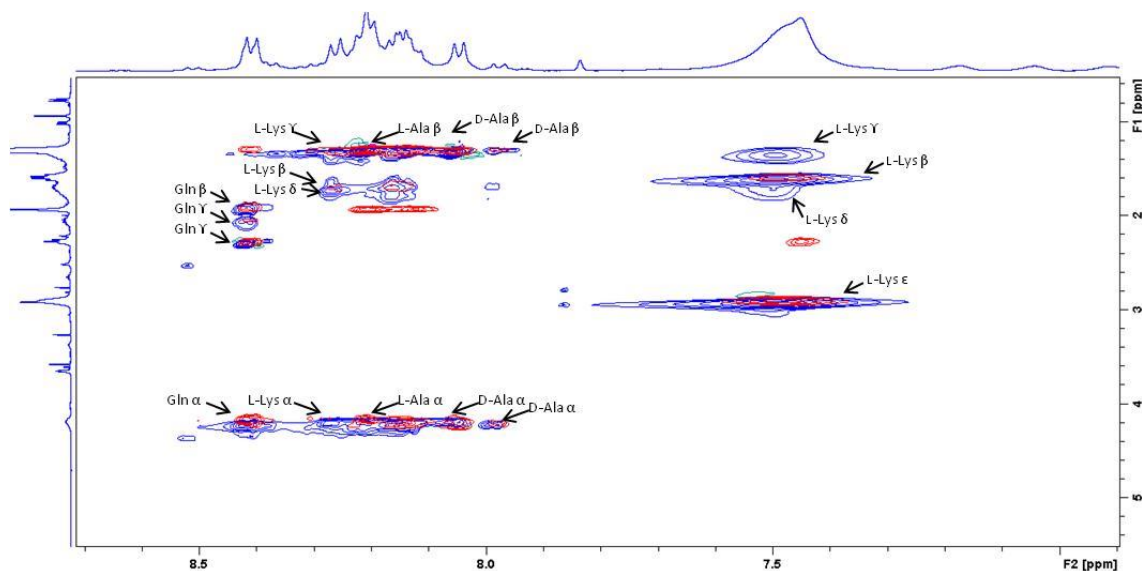 L-Lys ϒ
L-Ala β
D-Ala β
D-Ala β
L-Lys ϒ
L-Lys β
L-Lys β
L-Lys δ
Gln β
Gln ϒ
Gln ϒ
L-Lys δ
L-Lys ε
Gln α
L-Lys α
L-Ala α
D-Ala α
D-Ala α
F1 [ppm]
2
3
4
5
8.5
8.0
7.5
F2 [ppm]